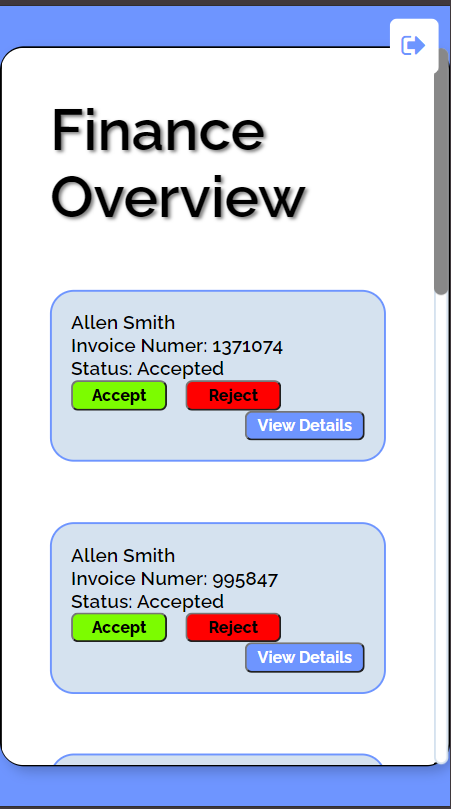 Finance
Overview
Allen Smith
Invoice Numer: 1371074
Status: Accepted
Accept Reject
View Details
Allen Smith
Invoice Numer: 995847
Status: Accepted
Accept Reject
View Details